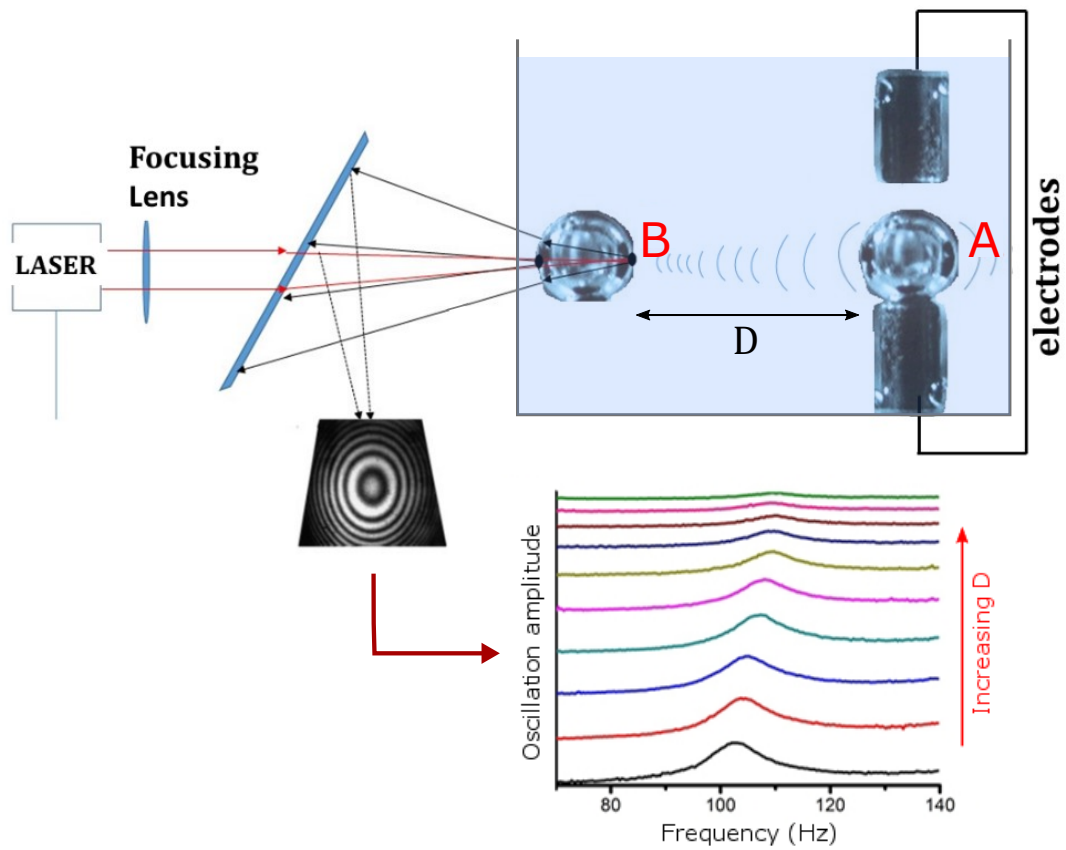 Focusing
Lens
LASER
B
A
D
electrodes
Oscillation amplitude
Increasing D
80
100
120
140
Frequency (Hz)